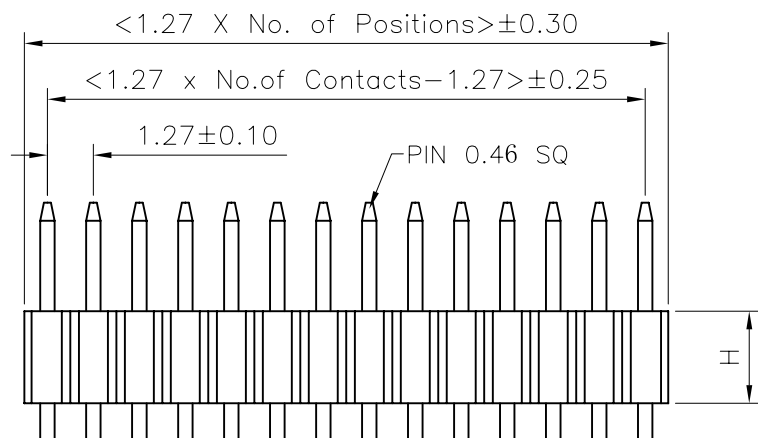 <1.27 X No. of Positions>±0.30
<1.27 x No.of Contacts-1.27>±0.25
1.27±0.10
PIN 0.46 SQ
H